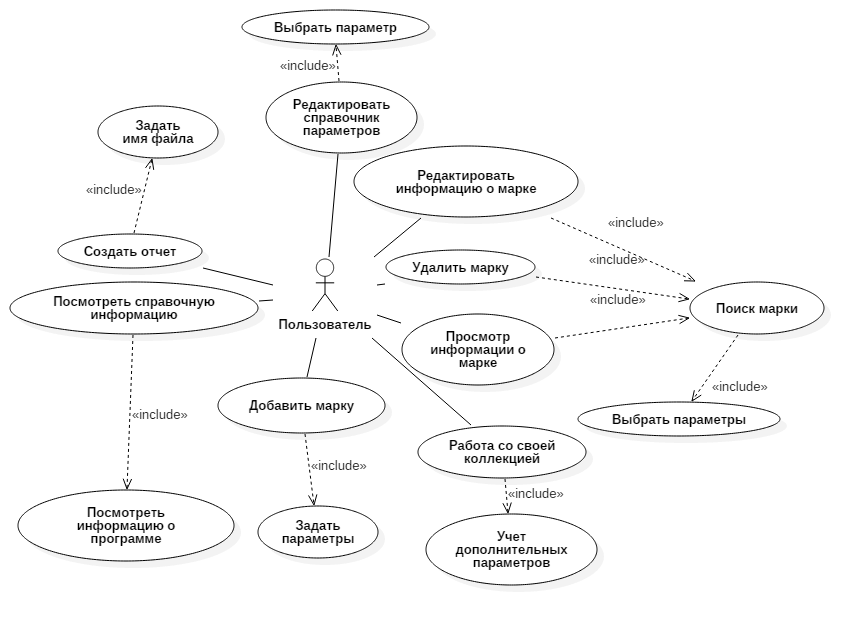 Выбрать параметр
«include»
Редактировать
справочник
параметров
Задать
имя файла
«include»
Редактировать
информацию о марке
«include»
Создать отчет
«include»
Удалить марку
«include»
Посмотреть справочную
информацию
Поиск марки
Пользователь
Просмотр
информации о
марке
«include»
Добавить марку
«include»
Выбрать параметры
Работа со своей
коллекцией
«include»
«include»
Посмотреть
информацию о
программе
Задать
параметры
Учет
дополнительных
параметров